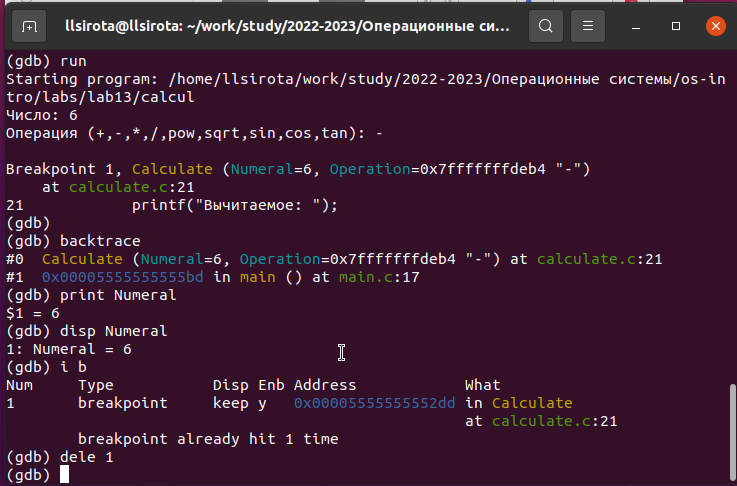 llsirota@llsirota: ~/work/study/2022-2023/Операционные си...
(gdb) run
Starting program: /home/llsirota/work/study/2022-2023/Операционные системы/os-in
tro/labs/lab13/calcul
Число: 6
Операция (+,-,*,/,pow,sqrt,sin,cos,tan): -
Breakpoint 1, Calculate (Numeral=6, Operation=0x7fffffffdeb4 "-")
    at calculate.c:21
21            printf("Вычитаемое: ");
(gdb)
(gdb) backtrace
#0  Calculate (Numeral=6, Operation=0x7fffffffdeb4 "-") at calculate.c:21
#1  0x00005555555555bd in main () at main.c:17
(gdb) print Numeral
$1 = 6
(gdb) disp Numeral
1: Numeral = 6
(gdb) i b
Num     Type           Disp Enb Address            What
1       breakpoint     keep y   0x00005555555552dd in Calculate
                                                   at calculate.c:21
        breakpoint already hit 1 time
(gdb) dele 1
(gdb)